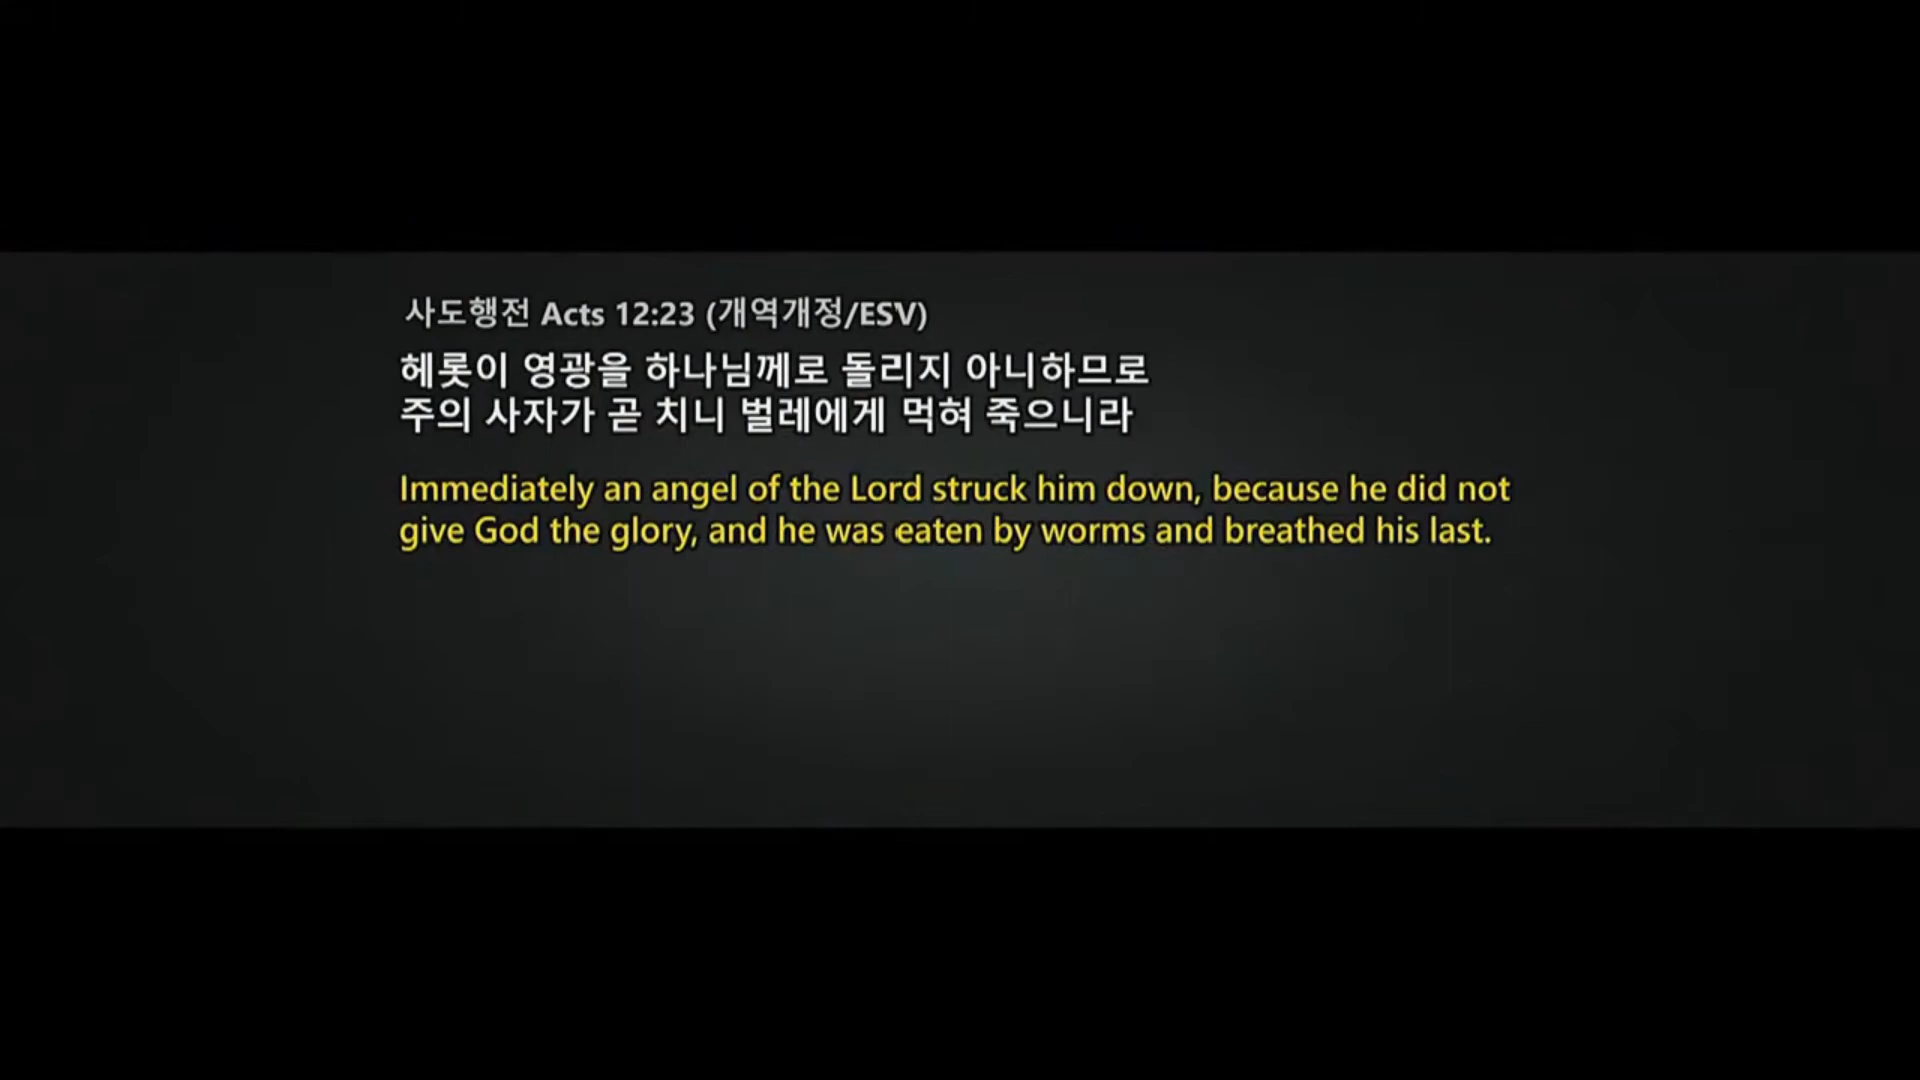 사도행전 Acts 12:23 (개역개정/ESV)
헤롯이 영광을 하나님께로 돌리지 아니하므로
주의 사자가 곧 치니 벌레에게 먹혀 죽으니라
Immediately an angel of the Lord struck him down, because he did not
give God the glory, and he was eaten by worms and breathed his last.